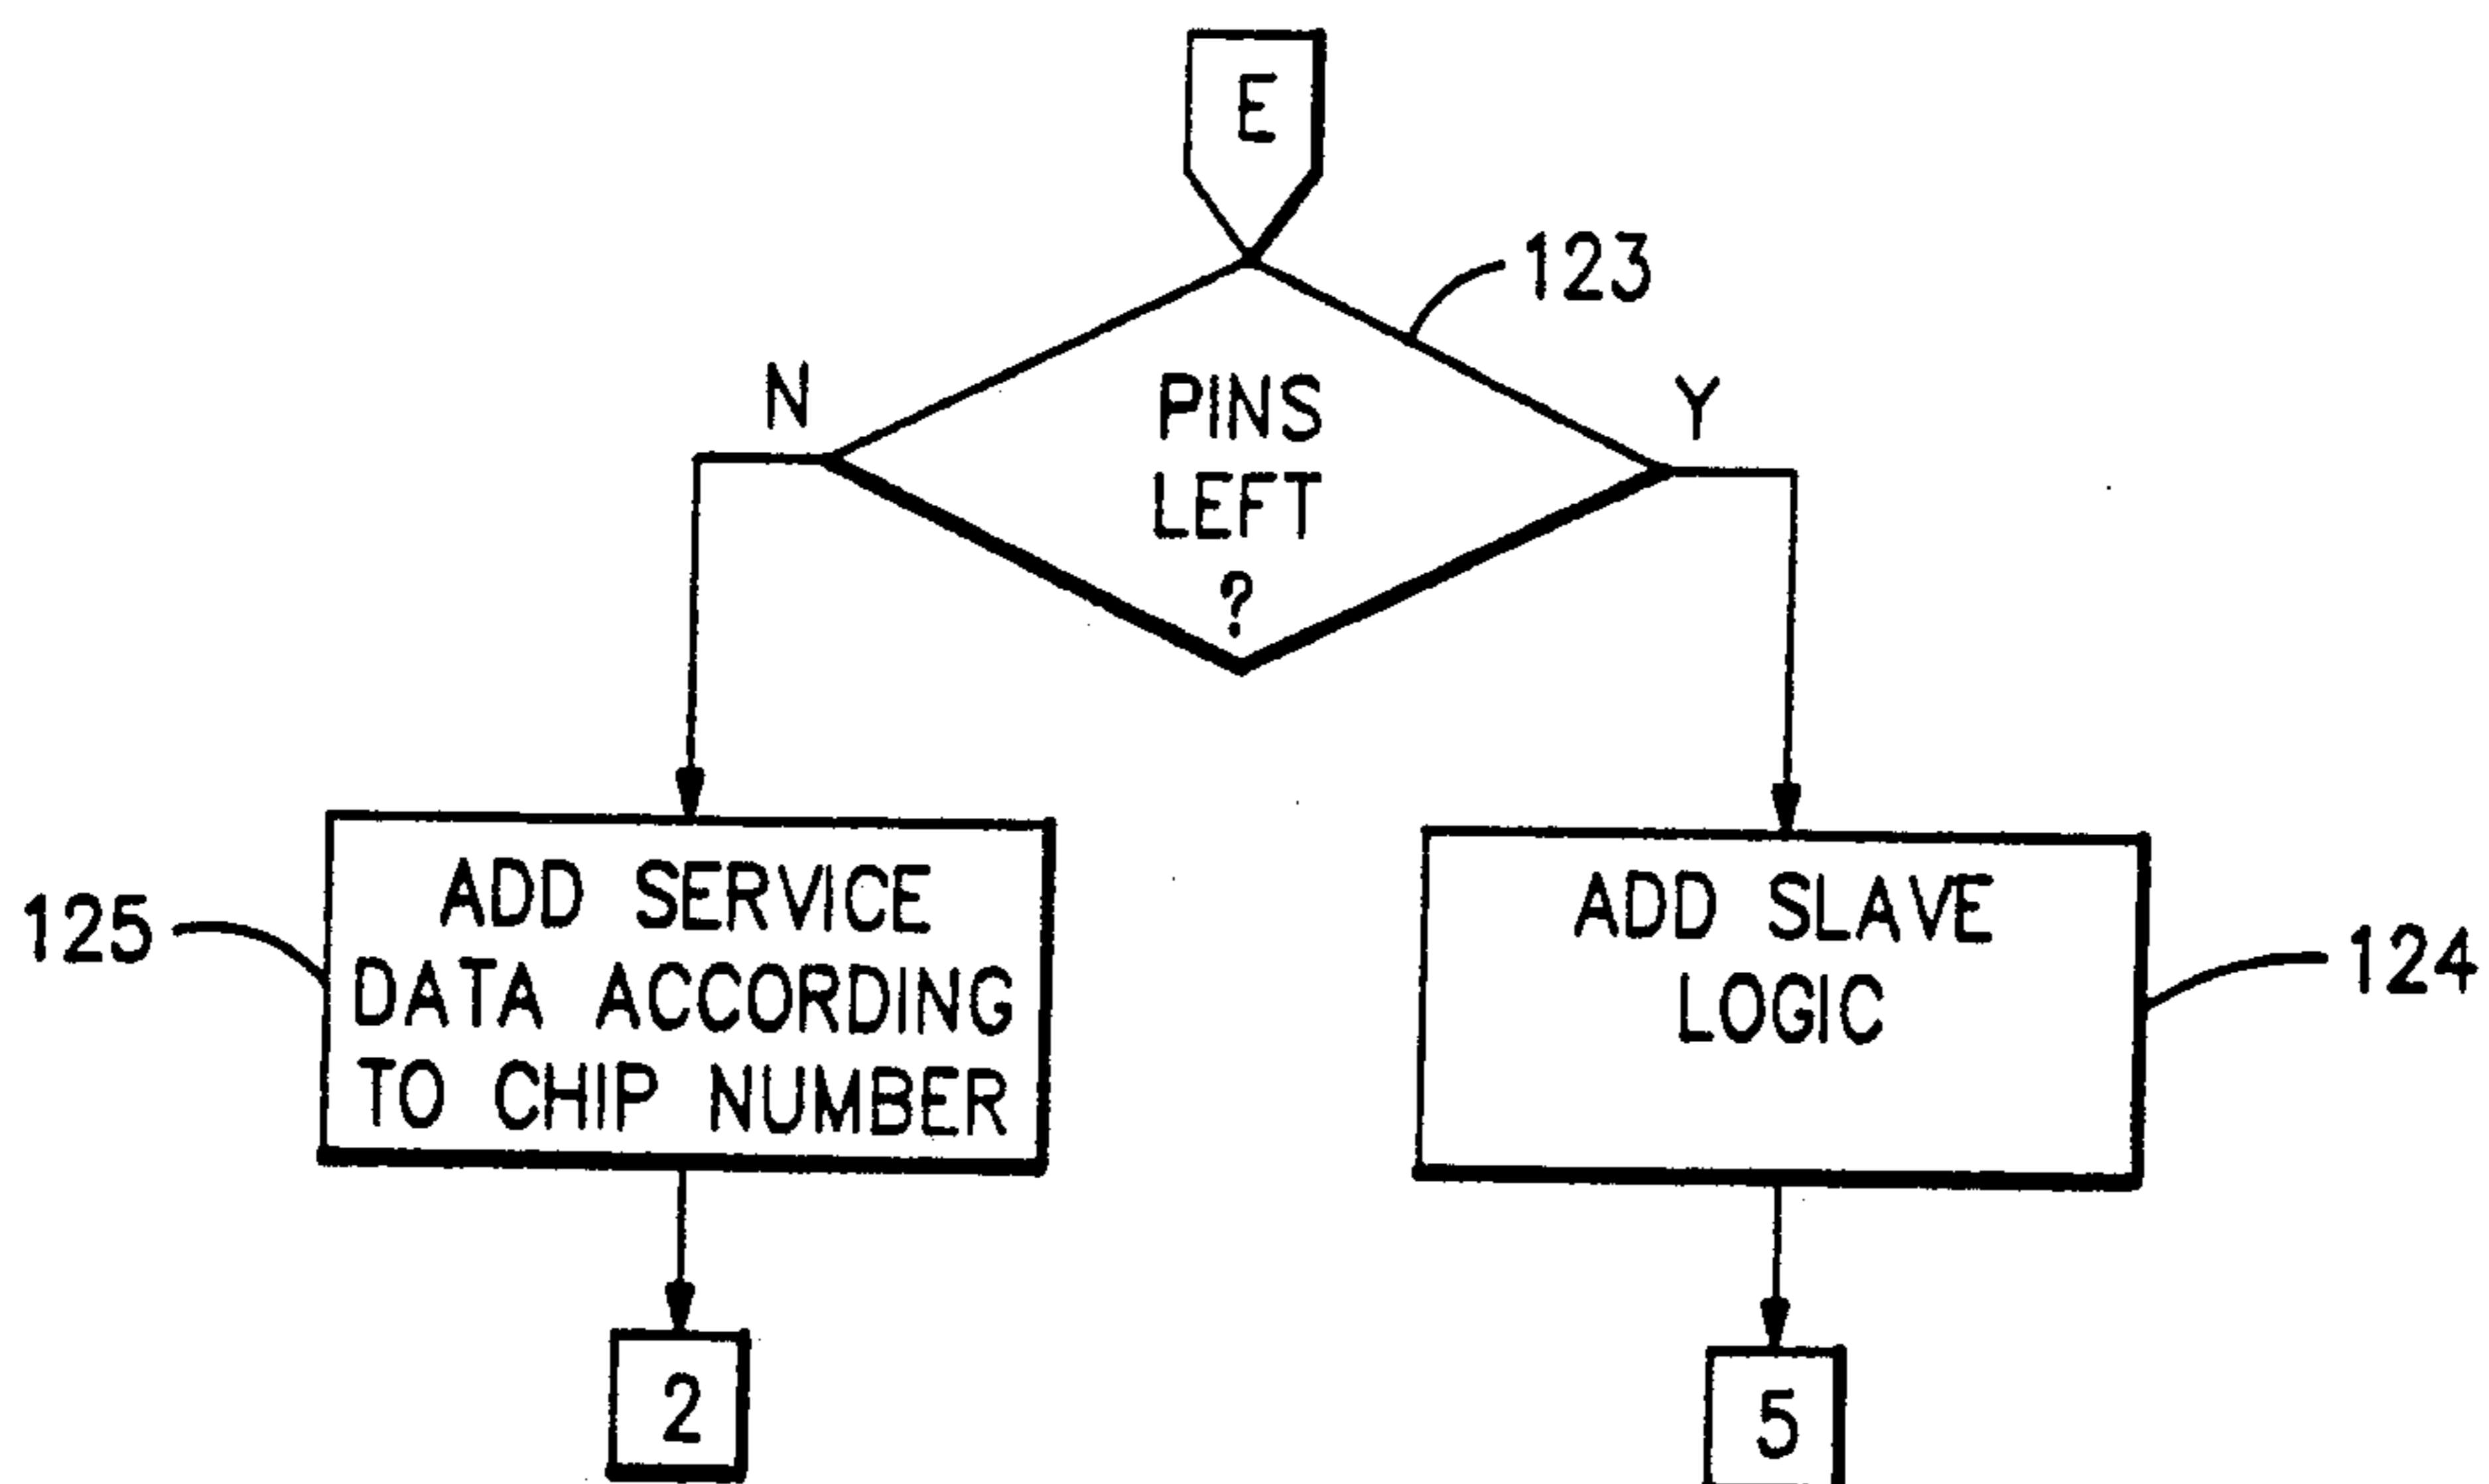 E
123
N
Y
PINS
LEFT
?
125
ADD SERVICE
DATA ACCORDING
TO CHIP NUMBER
ADD SLAVE
LOGIC
124
2
5